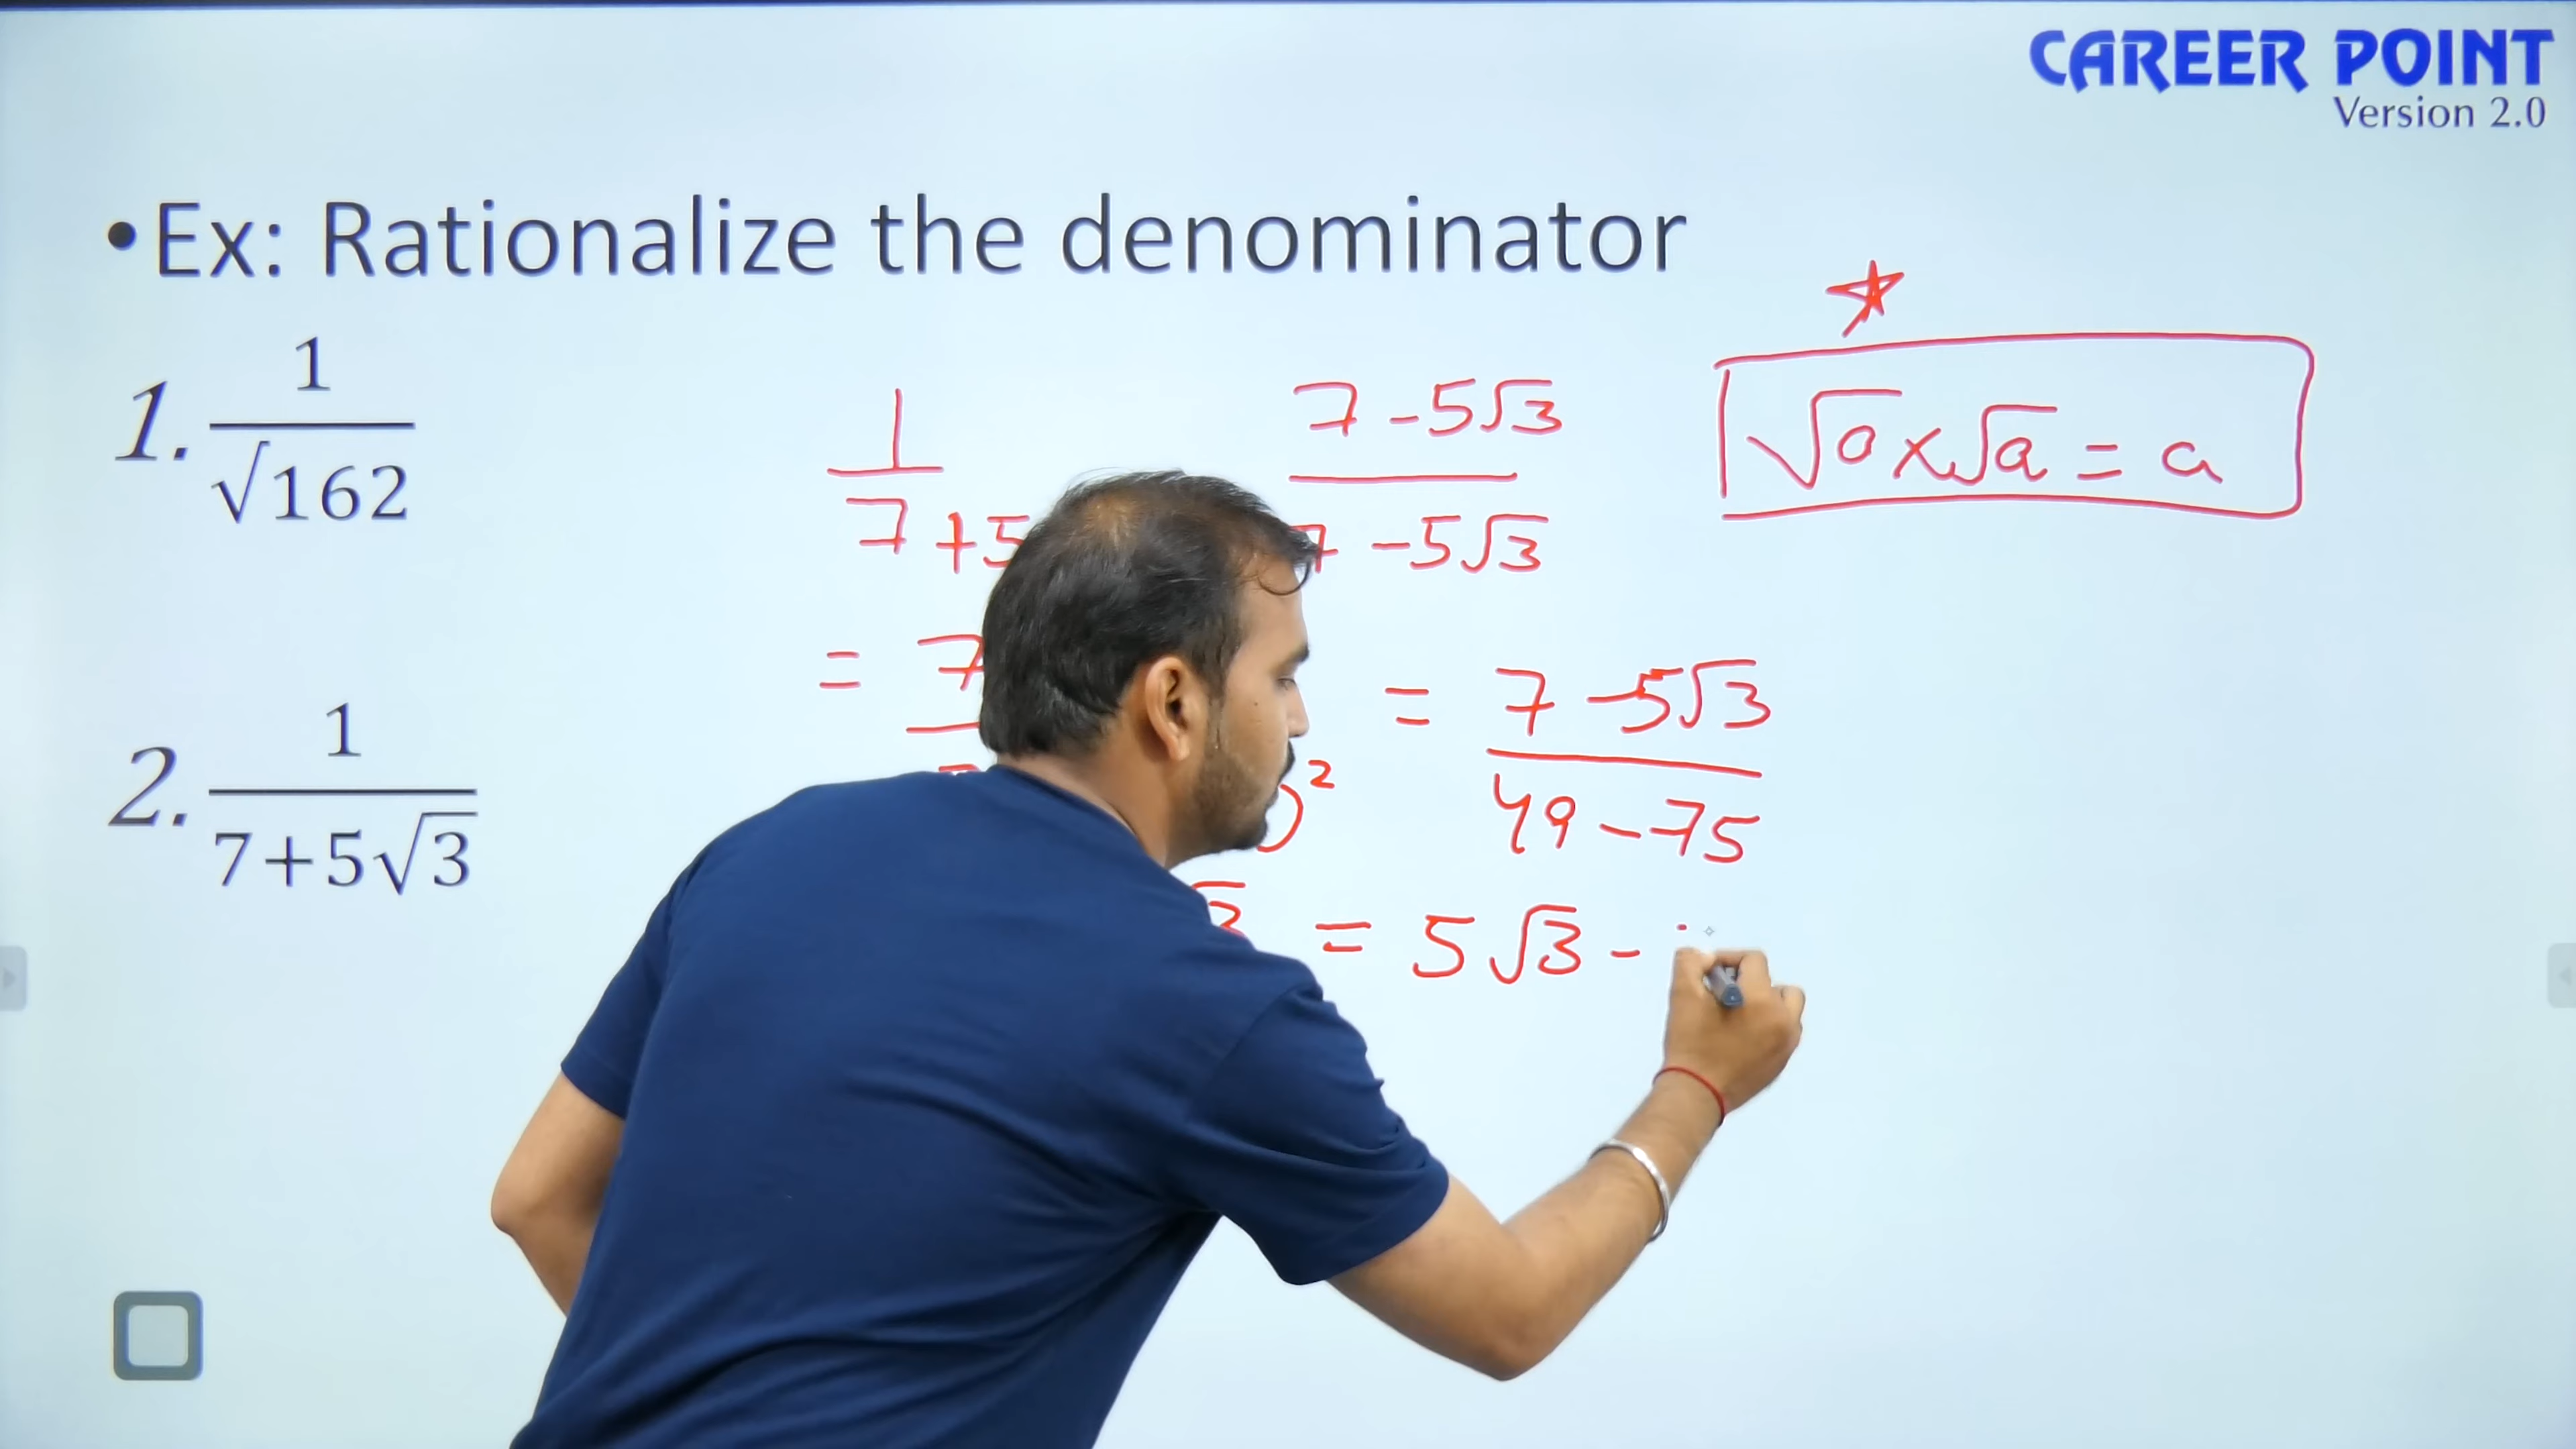 CAREER POINT
Version 2.0
•Ex: Rationalize the denominator
1. 1/√162
2. 1/(7+5√3)
1
7 +5
7 -5√3
7 -5√3
√a×√a = a
= 7
)²
= 7 -5√3
49 -75
= 5√3 -